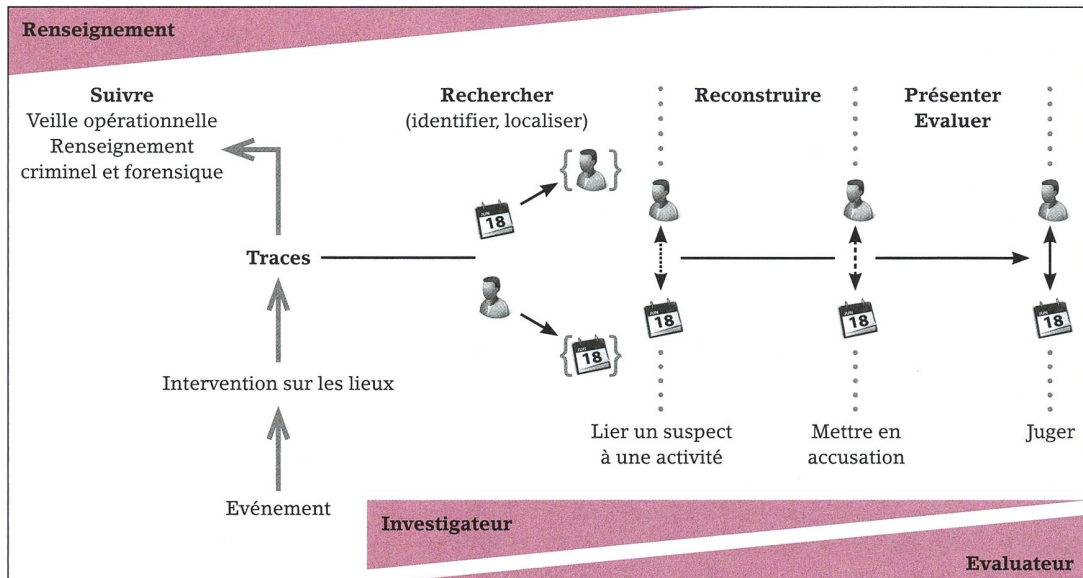 Renseignement
Suivre
Veille opérationnelle
Renseignement
criminel et forensique
Rechercher
(identifier, localiser)
Reconstruire
Présenter
Evaluer
JUN
18
JUN
18
JUN
18
JUN
18
JUN
18
Traces
Intervention sur les lieux
Evénement
Lier un suspect
à une activité
Mettre en
accusation
Juger
Investigateur
Evaluateur